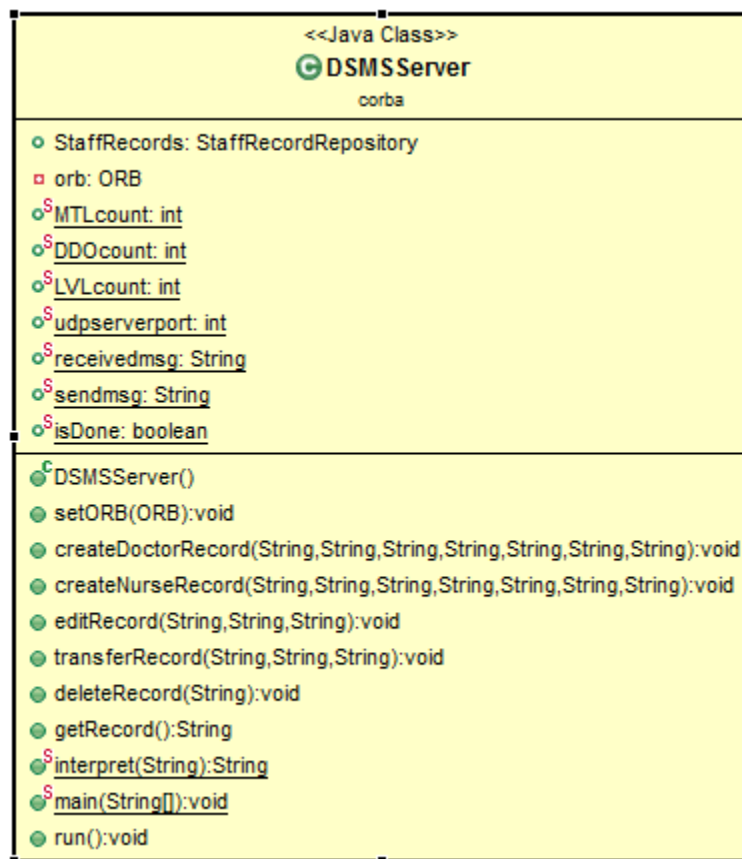 <<Java Class>>
C DSMSServer
corba
StaffRecords: StaffRecordRepository
orb: ORB
S MTLcount: int
S DDOcount: int
S LVLcount: int
S udpserverport: int
S receivedmsg: String
S sendmsg: String
S isDone: boolean
C DSMSServer()
setORB(ORB):void
createDoctorRecord(String,String,String,String,String,String,String):void
createNurseRecord(String,String,String,String,String,String,String):void
editRecord(String,String,String):void
transferRecord(String,String,String):void
deleteRecord(String):void
getRecord():String
S interpret(String):String
S main(String[]):void
run():void